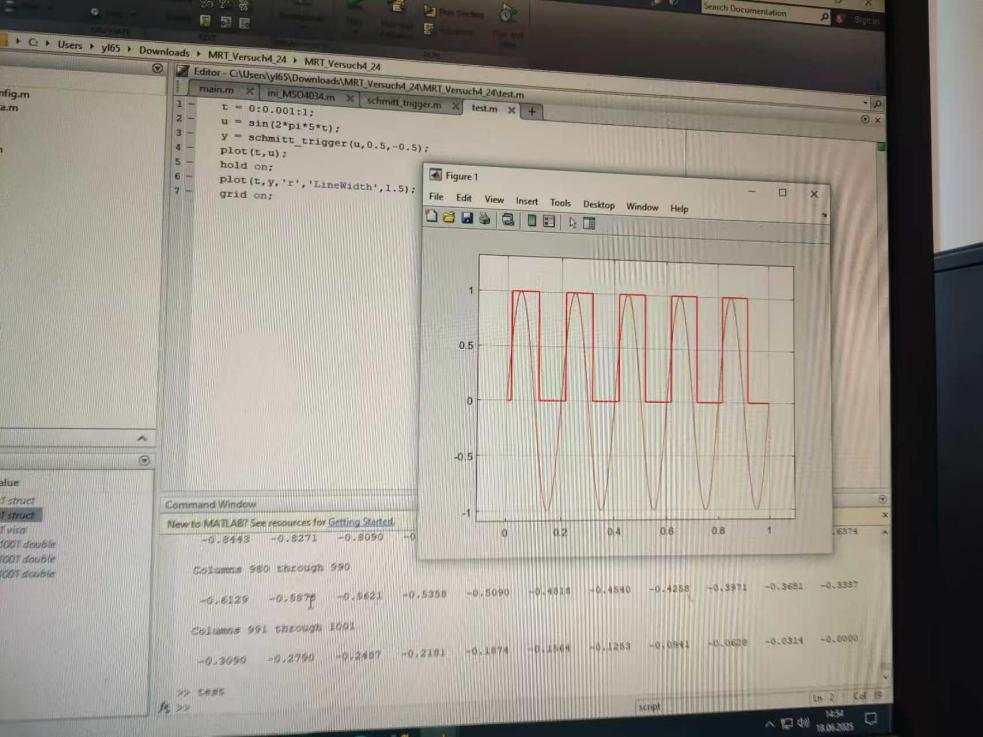 Search Documentation
Sign In
C: ▸ Users ▸ yl65 ▸ Downloads ▸ MRT_Versuch4_24 ▸ MRT_Versuch4_24
Editor - C:\Users\yl65\Downloads\MRT_Versuch4_24\MRT_Versuch4_24\test.m
nfig.m
a.m
main.m × ini_MSO4034.m × schmitt_trigger.m × test.m × +
1 - t = 0:0.001:1;
2 - u = sin(2*pi*5*t);
3 - y = schmitt_trigger(u,0.5,-0.5);
4 - plot(t,u);
5 - hold on;
6 - plot(t,y,'r','LineWidth',1.5);
7 - grid on;
Figure 1
File Edit View Insert Tools Desktop Window Help
1
0.5
0
-0.5
-1
0 0.2 0.4 0.6 0.8 1
alue
struct
struct
visa
1001 double
1001 double
1001 double
Command Window
New to MATLAB? See resources for Getting Started.
-0.8443 -0.8271 -0.8090 -0
.6374
Columns 980 through 990
-0.6129 -0.5878 -0.5621 -0.5358 -0.5090 -0.4818 -0.4540 -0.4258 -0.3971 -0.3681 -0.3387
Columns 991 through 1001
-0.3090 -0.2790 -0.2487 -0.2181 -0.1874 -0.1564 -0.1253 -0.0941 -0.0628 -0.0314 -0.0000
>> test
fx >>
script
Ln 2 Col 19
14:54
18.06.2025